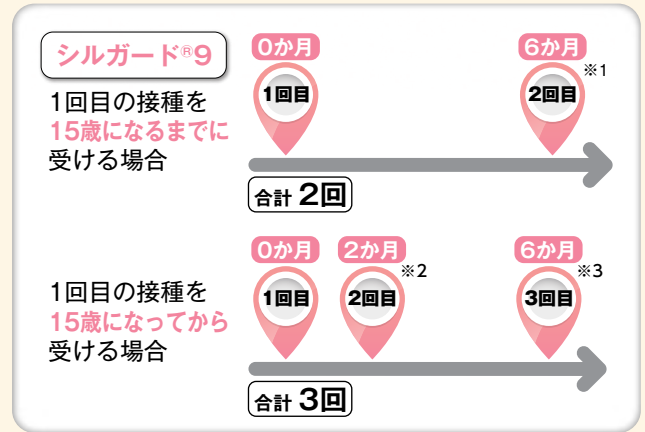 シルガード®9
1回目の接種を
15歳になるまでに
受ける場合
0か月
6か月
1回目
2回目
※1
合計 2回
1回目の接種を
15歳になってから
受ける場合
0か月
2か月
6か月
1回目
2回目
※2
3回目
※3
合計 3回